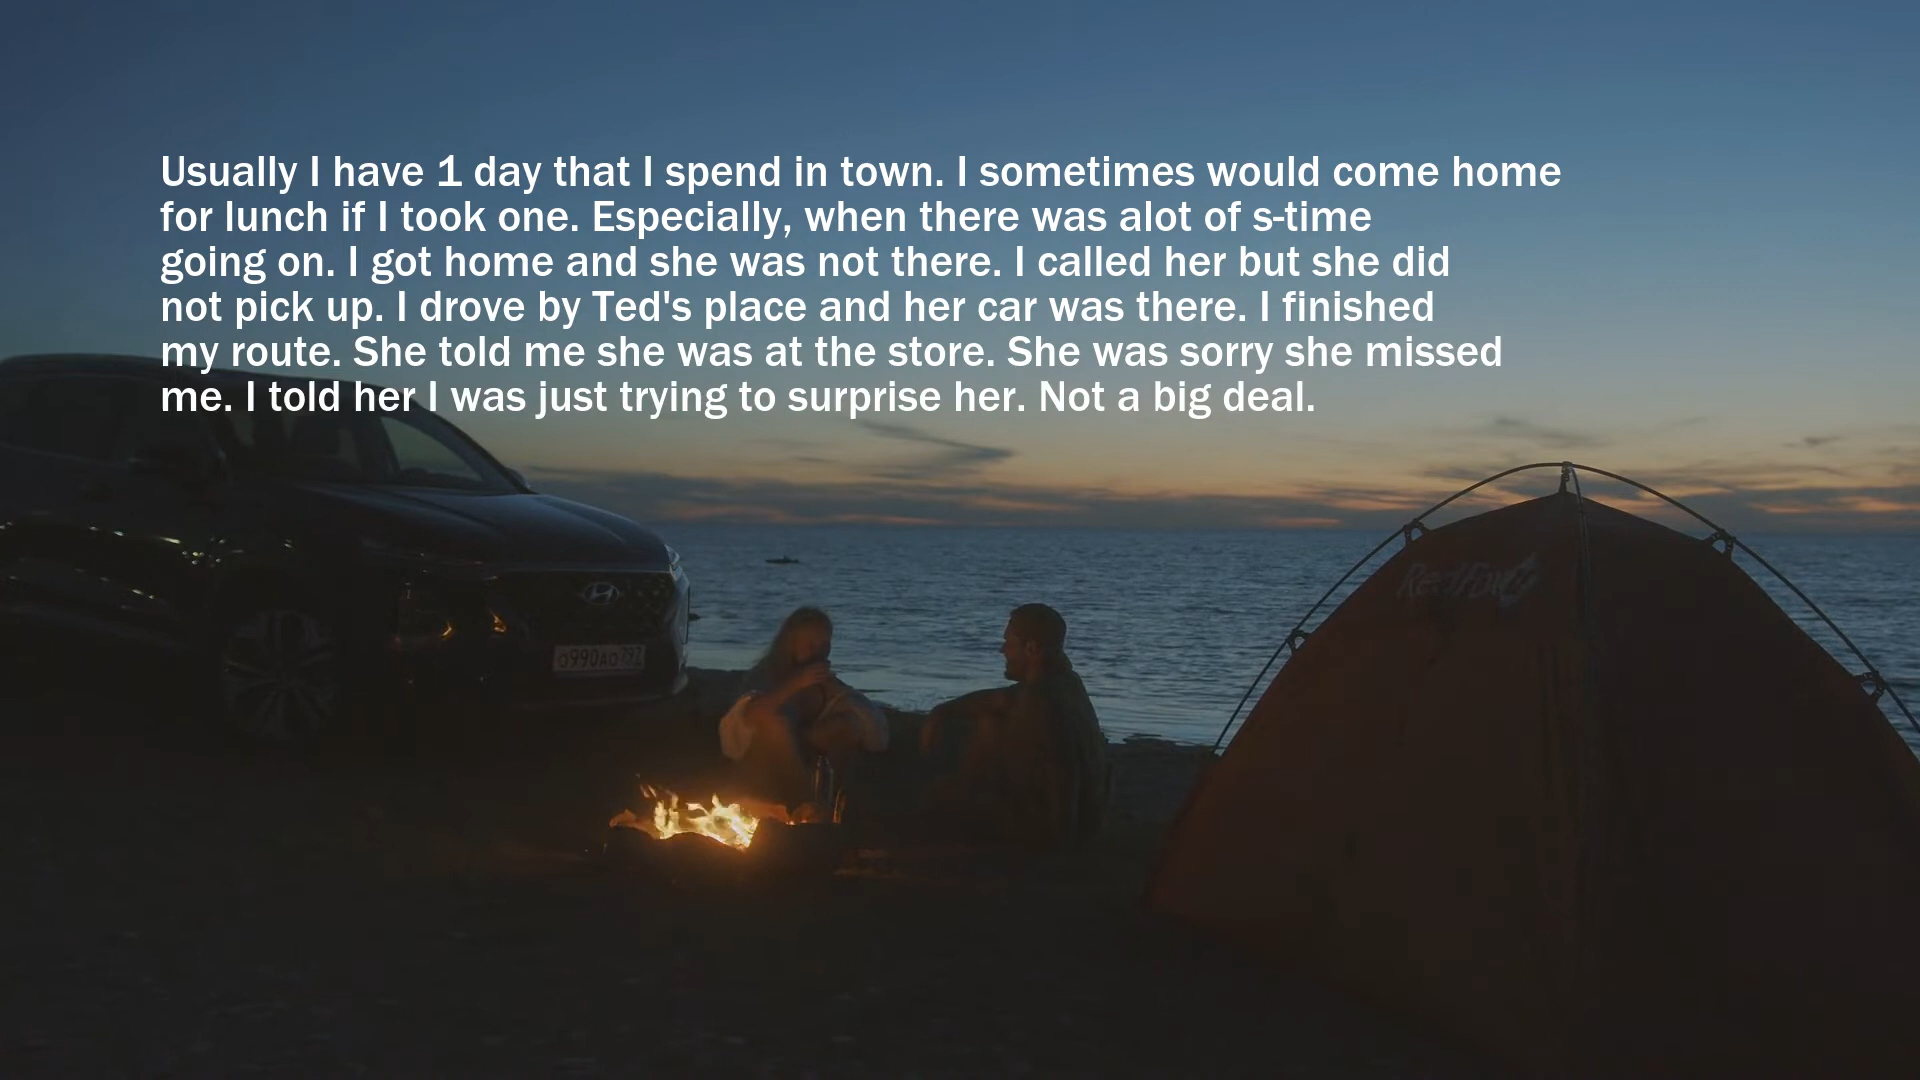 Usually I have 1 day that I spend in town. I sometimes would come home
for lunch if I took one. Especially, when there was alot of s-time
going on. I got home and she was not there. I called her but she did
not pick up. I drove by Ted's place and her car was there. I finished
my route. She told me she was at the store. She was sorry she missed
me. I told her I was just trying to surprise her. Not a big deal.
О990АО 797